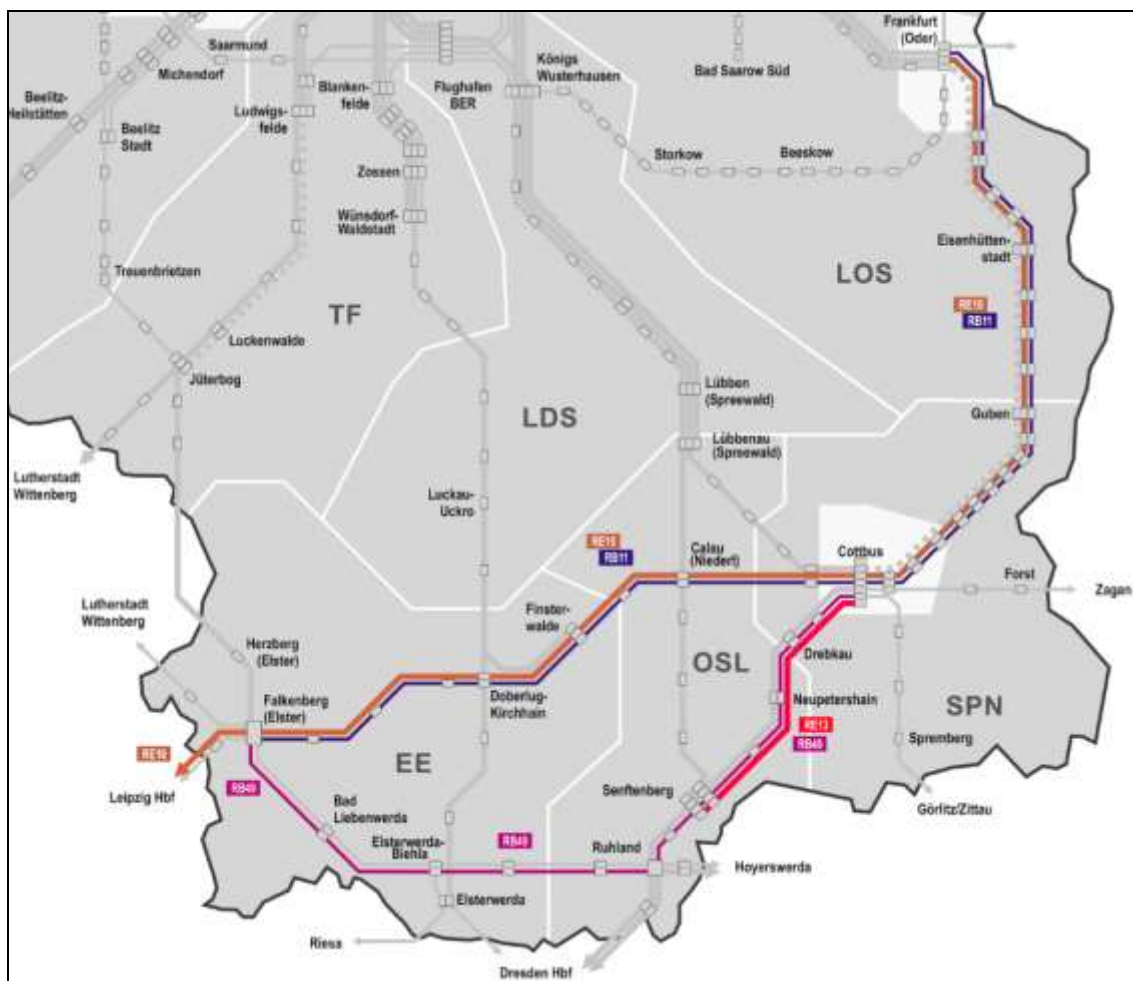 Frankfurt
(Oder)
Saarmund
Michendorf
Königs
Wusterhausen
Bad Saarow Süd
Flughafen
BER
Blanken-
felde
Beelitz-
Heilstätten
Ludwigs-
felde
Beelitz
Stadt
Storkow
Beeskow
Zossen
Wünsdorf-
Waldstadt
Eisenhütten-
stadt
Treuenbrietzen
LOS
TF
RE10
RB11
Luckenwalde
Jüterbog
Lübben
(Spreewald)
LDS
Guben
Lübbenau
(Spreewald)
Lutherstadt
Wittenberg
Luckau-
Uckro
RE10
RB11
Calau
(Niederl)
Cottbus
Forst
Zagan
Lutherstadt
Wittenberg
Finster-
walde
Herzberg
(Elster)
Drebkau
OSL
Falkenberg
(Elster)
Doberlug-
Kirchhain
Neupetershain
SPN
RE13
RB49
Spremberg
RE10
EE
RB49
Leipzig Hbf
Senftenberg
Görlitz/Zittau
Bad
Liebenwerda
Elsterwerda-
Biehla
RB49
Ruhland
Hoyerswerda
Elsterwerda
Riesa
Dresden Hbf